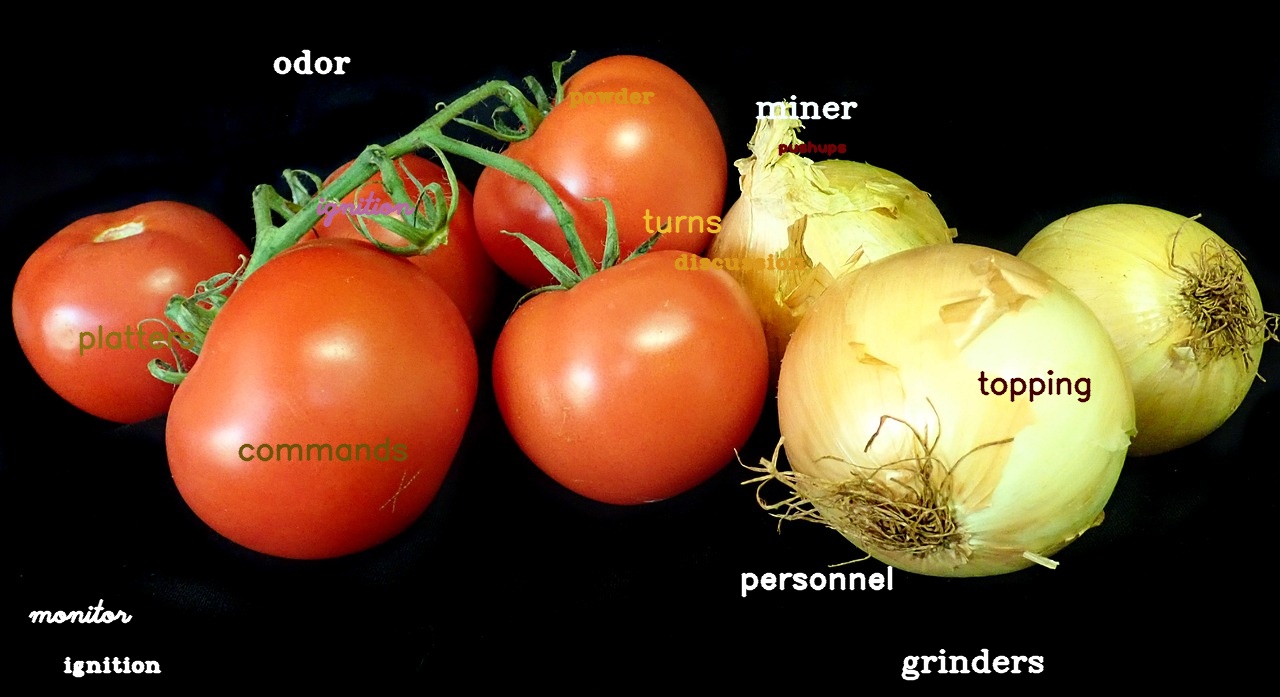 odor
powder
miner
pushups
ignition
turns
discussion
platters
topping
commands
personnel
monitor
ignition
grinders